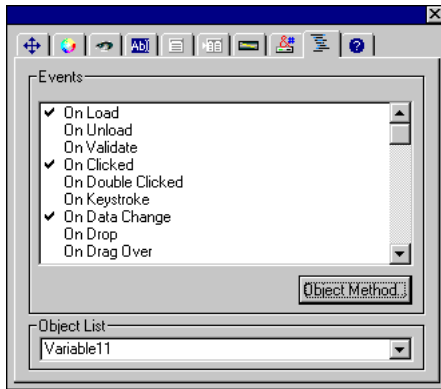 Ab
#
?
Events
On Load
On Unload
On Validate
On Clicked
On Double Clicked
On Keystroke
On Data Change
On Drop
On Drag Over
Object Method...
Object List
Variable11